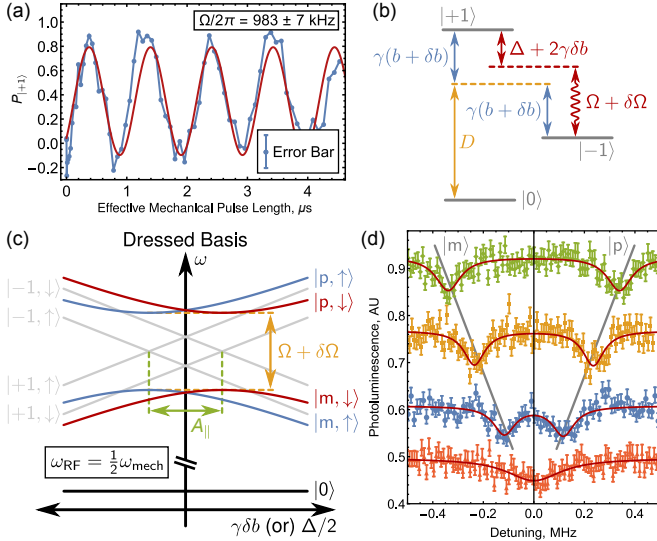 (a)
Ω/2π = 983 ± 7 kHz
P|+1⟩
1.0
0.8
0.6
0.4
0.2
0.0
−0.2
Error Bar
0
1
2
3
4
Effective Mechanical Pulse Length, μs
(b)
|+1⟩
γ(b + δb)
Δ + 2γδb
γ(b + δb)
Ω + δΩ
D
|−1⟩
|0⟩
(c)
Dressed Basis
ω
|−1, ↓⟩
|−1, ↑⟩
|+1, ↑⟩
|+1, ↓⟩
|p, ↑⟩
|p, ↓⟩
Ω + δΩ
|m, ↓⟩
|m, ↑⟩
A∥
ω_RF = ½ω_mech
|0⟩
γδb (or) Δ/2
(d)
|m⟩
|p⟩
Photoluminescence, AU
0.9
0.8
0.7
0.6
0.5
0.4
−0.4
−0.2
0.0
0.2
0.4
Detuning, MHz